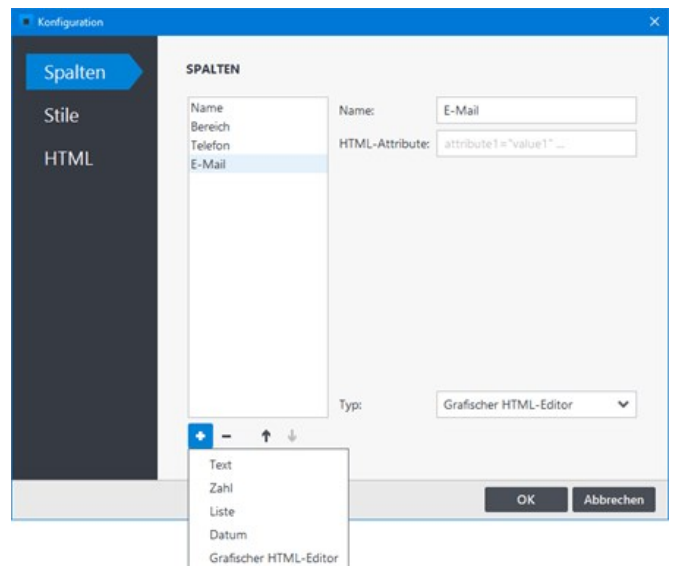 Konfiguration
Spalten
Stile
HTML
SPALTEN
Name
Bereich
Telefon
E-Mail
Name:
E-Mail
HTML-Attribute:
attribute1="value1" ...
Typ:
Grafischer HTML-Editor
Text
Zahl
Liste
Datum
Grafischer HTML-Editor
OK
Abbrechen